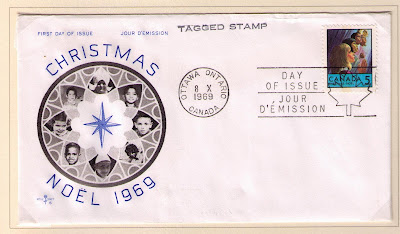 FIRST DAY OF ISSUE JOUR D'ÉMISSION
TAGGED STAMP
CHRISTMAS
NOËL 1969
OTTAWA ONTARIO
8 X
1969
CANADA
DAY
OF ISSUE
JOUR
D'ÉMISSION
CANADA 5